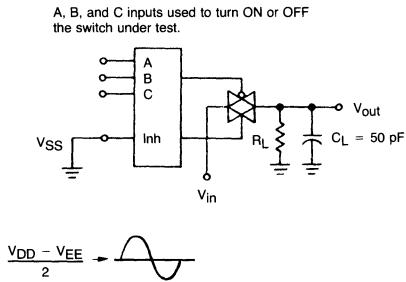 A, B, and C inputs used to turn ON or OFF
the switch under test.
A
B
C
Inh
VSS
Vin
Vout
RL
CL = 50 pF
VDD – VEE
2